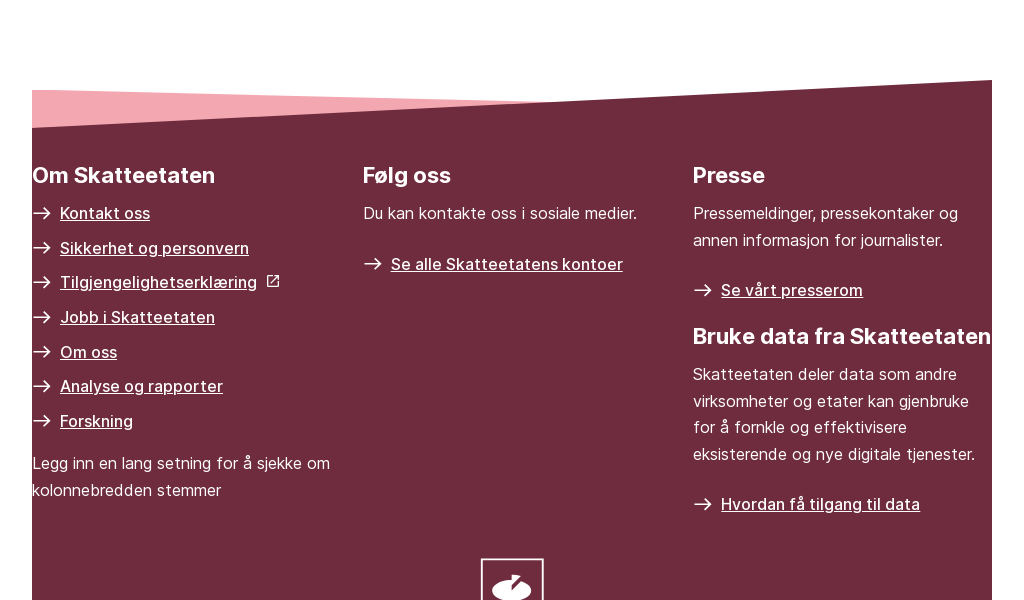 Om Skatteetaten
Kontakt oss
Sikkerhet og personvern
Tilgjengelighetserklæring
Jobb i Skatteetaten
Om oss
Analyse og rapporter
Forskning
Legg inn en lang setning for å sjekke om
kolonnebredden stemmer
Følg oss
Du kan kontakte oss i sosiale medier.
Se alle Skatteetatens kontoer
Presse
Pressemeldinger, pressekontaker og
annen informasjon for journalister.
Se vårt presserom
Bruke data fra Skatteetaten
Skatteetaten deler data som andre
virksomheter og etater kan gjenbruke
for å fornkle og effektivisere
eksisterende og nye digitale tjenester.
Hvordan få tilgang til data